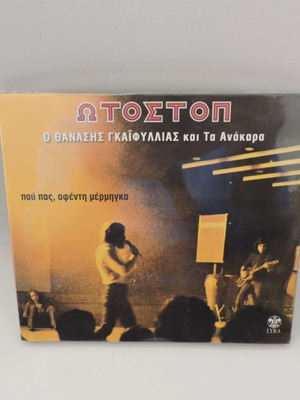 ΩΤΟΣΤΟΠ
Ο ΘΑΝΑΣΗΣ ΓΚΑΪΦΥΛΛΙΑΣ και Τα Ανάκαρα
πού πας, αφέντη μέρμηγκα
LYRA